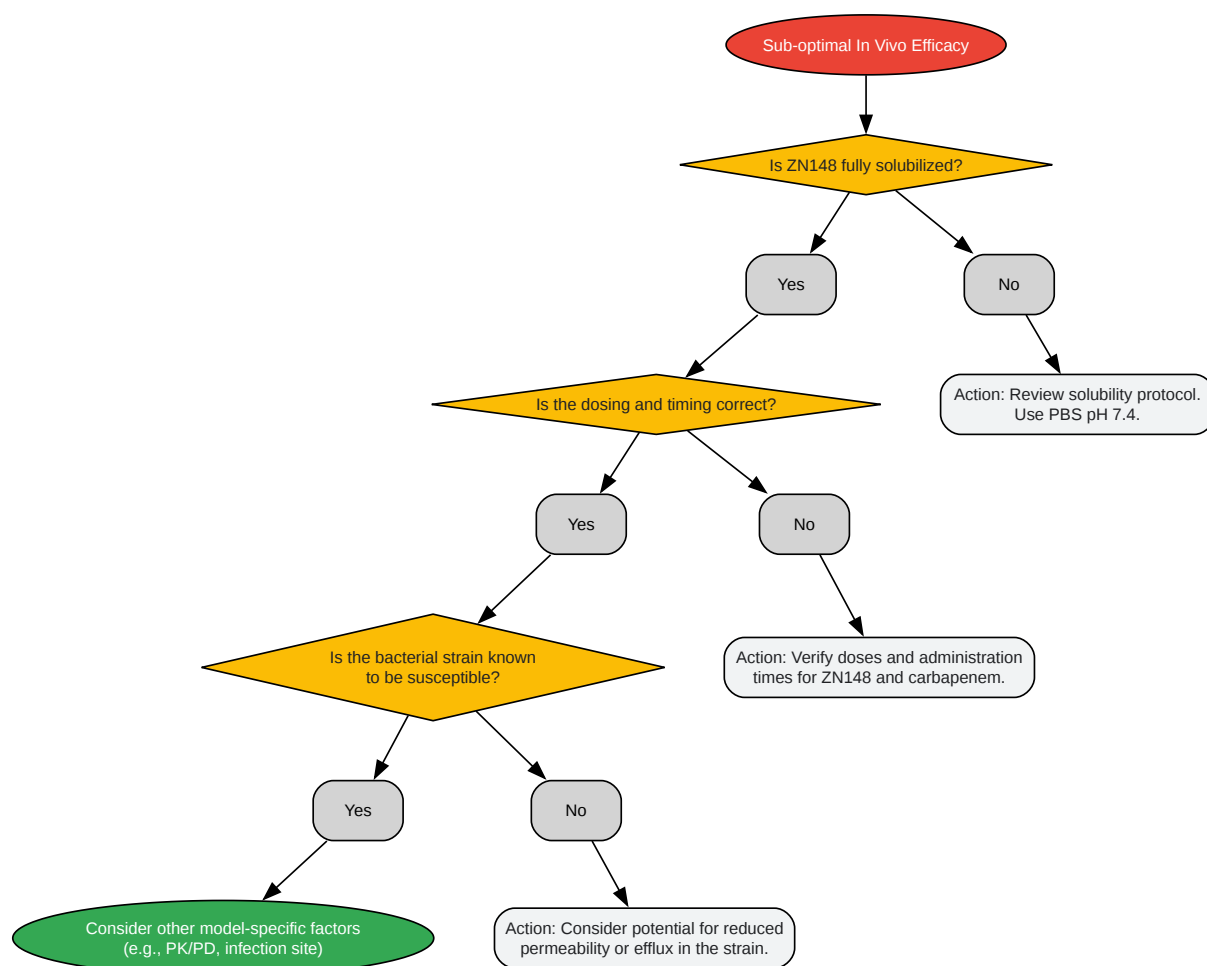 Sub-optimal In Vivo Efficacy
Is ZN148 fully solubilized?
Yes
No
Action: Review solubility protocol.
Use PBS pH 7.4.
Is the dosing and timing correct?
Yes
No
Action: Verify doses and administration
times for ZN148 and carbapenem.
Is the bacterial strain known
to be susceptible?
Yes
No
Consider other model-specific factors
(e.g., PK/PD, infection site)
Action: Consider potential for reduced
permeability or efflux in the strain.